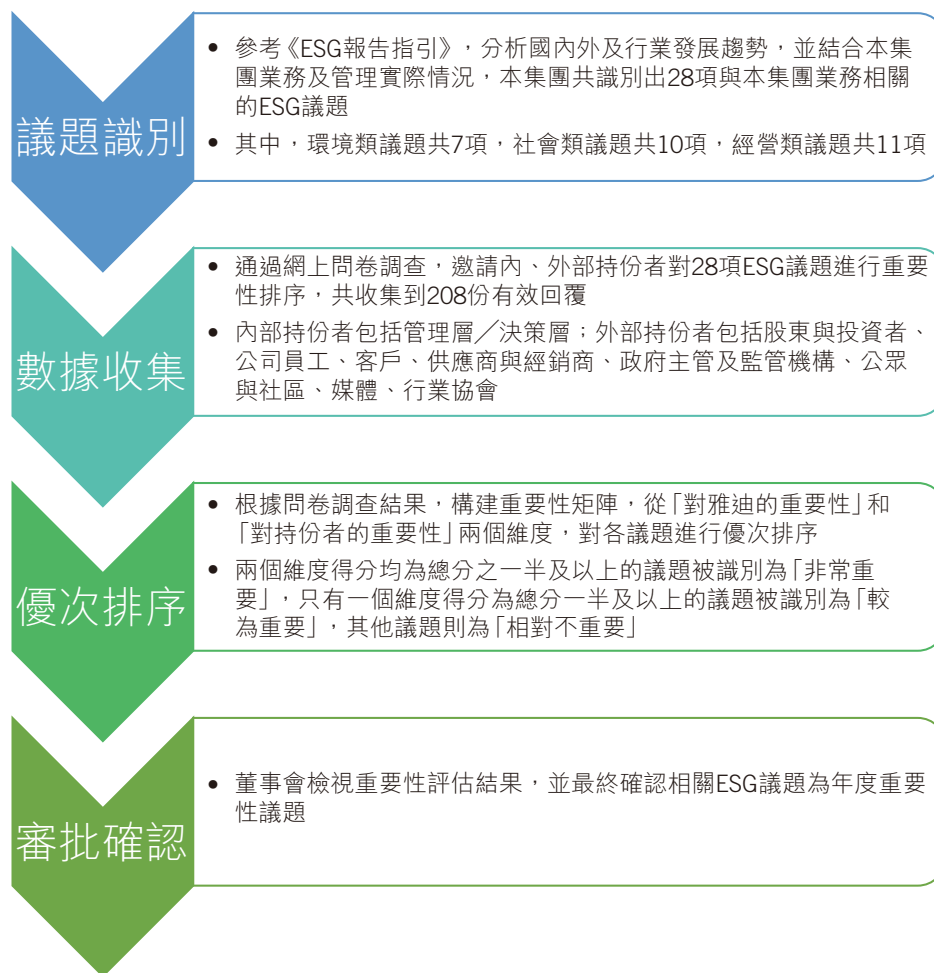 議題識別
• 參考《ESG報告指引》，分析國內外及行業發展趨勢，並結合本集
團業務及管理實際情況，本集團共識別出28項與本集團業務相關
的ESG議題
• 其中，環境類議題共7項，社會類議題共10項，經營類議題共11項
數據收集
• 通過網上問卷調查，邀請內、外部持份者對28項ESG議題進行重要
性排序，共收集到208份有效回覆
• 內部持份者包括管理層／決策層；外部持份者包括股東與投資者、
公司員工、客戶、供應商與經銷商、政府主管及監管機構、公眾
與社區、媒體、行業協會
優次排序
• 根據問卷調查結果，構建重要性矩陣，從「對雅迪的重要性」和
「對持份者的重要性」兩個維度，對各議題進行優次排序
• 兩個維度得分均為總分之一半及以上的議題被識別為「非常重
要」，只有一個維度得分為總分一半及以上的議題被識別為「較
為重要」，其他議題則為「相對不重要」
審批確認
• 董事會檢視重要性評估結果，並最終確認相關ESG議題為年度重要
性議題